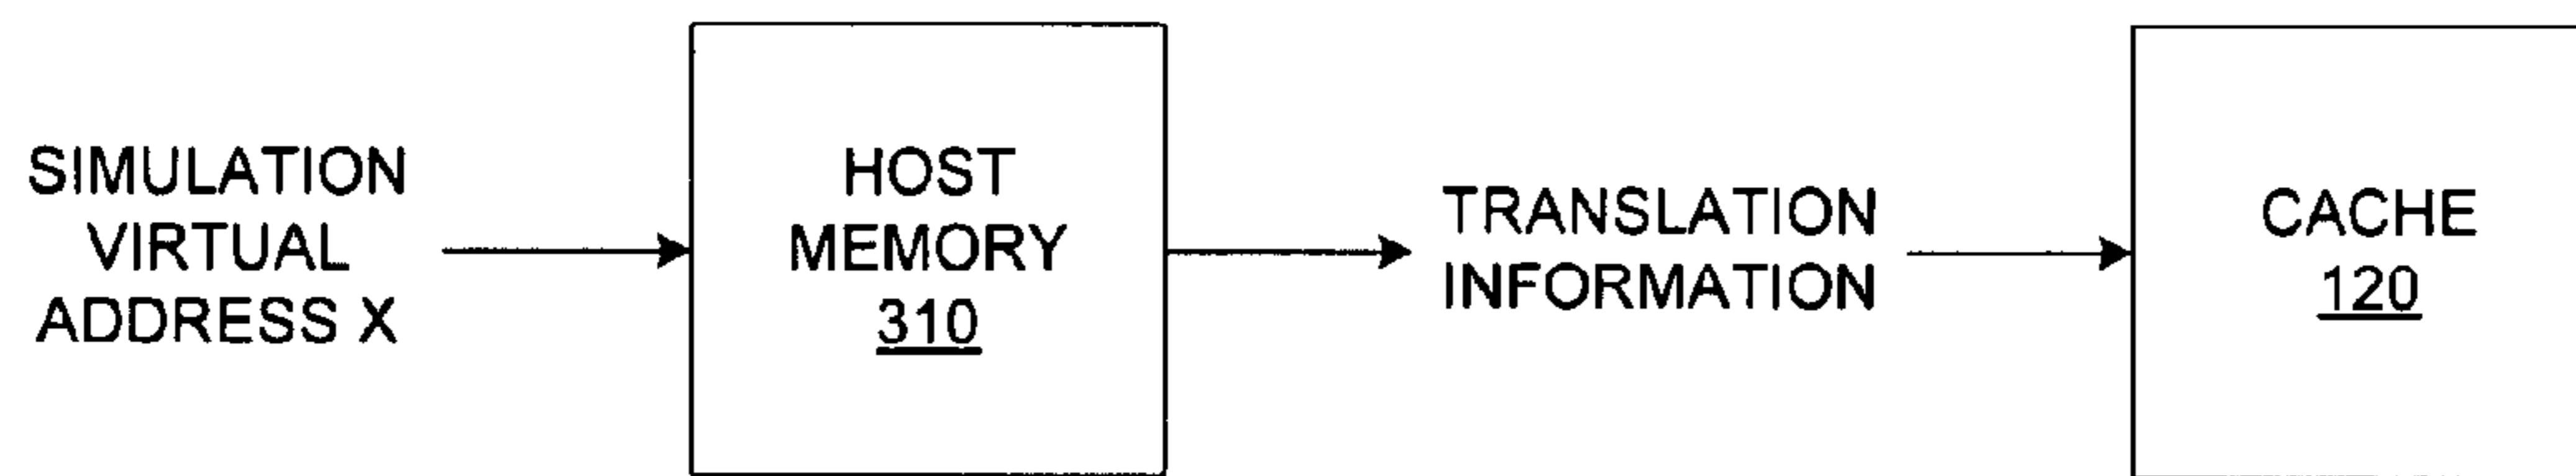 SIMULATION
VIRTUAL
ADDRESS X
HOST
MEMORY
310
TRANSLATION
INFORMATION
CACHE
120